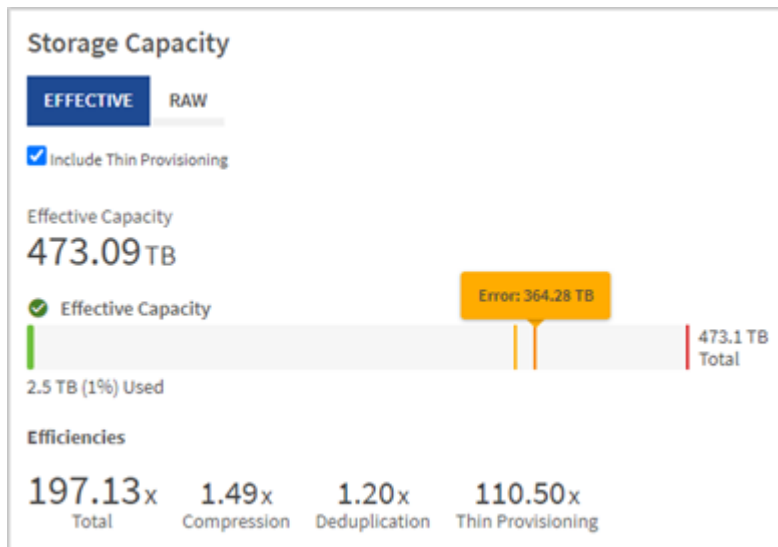 Storage Capacity
EFFECTIVE RAW
Include Thin Provisioning
Effective Capacity
473.09 TB
Error: 364.28 TB
Effective Capacity
473.1 TB
Total
2.5 TB (1%) Used
Efficiencies
197.13x 1.49x 1.20x 110.50x
Total Compression Deduplication Thin Provisioning